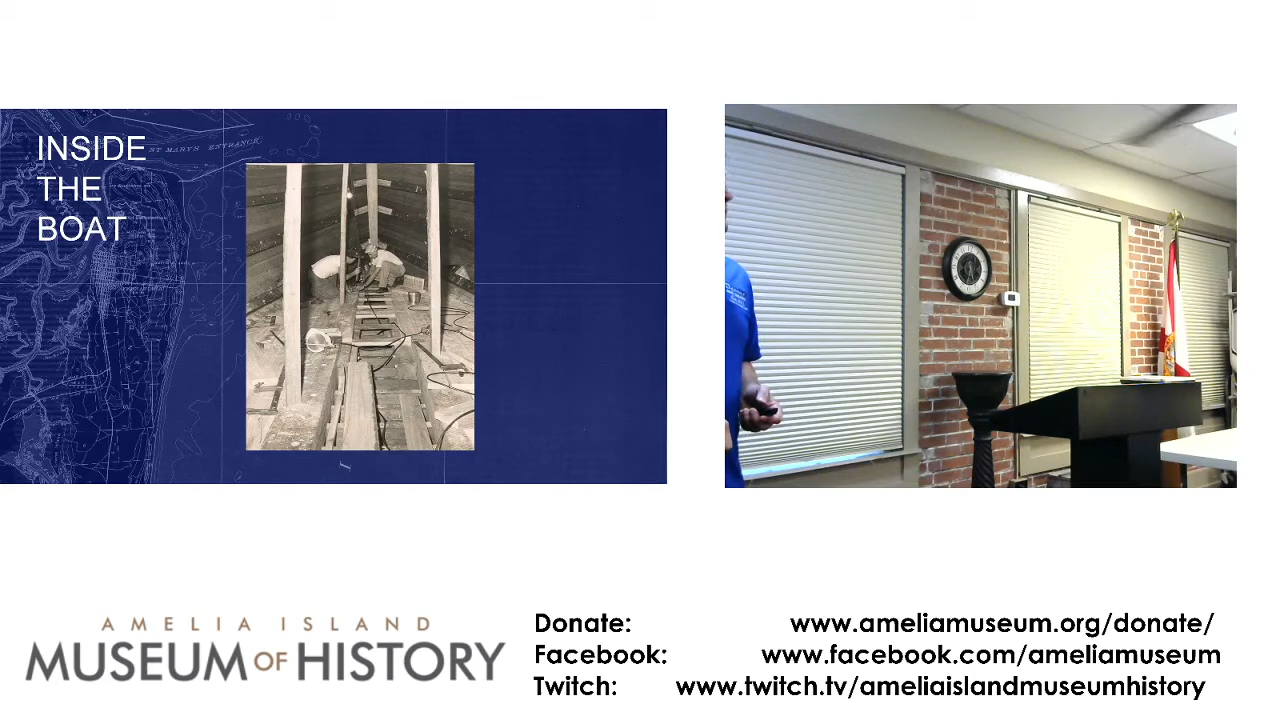 INSIDE
THE
BOAT
ST MARYS ENTRANCE
AMELIA ISLAND
MUSEUM OF HISTORY
Donate: www.ameliamuseum.org/donate/
Facebook: www.facebook.com/ameliamuseum
Twitch: www.twitch.tv/ameliaislandmuseumhistory